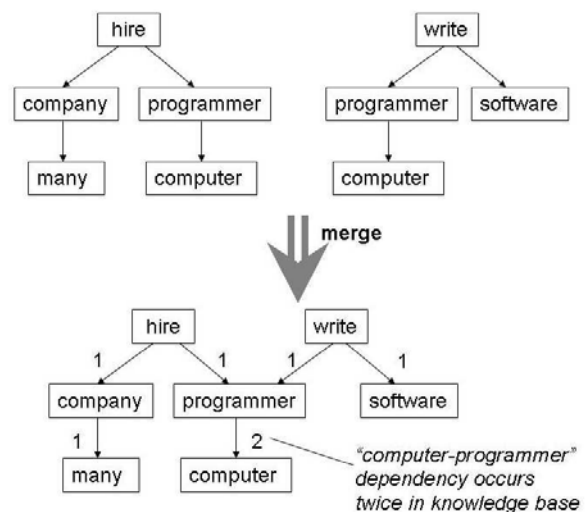 hire
write
company
programmer
programmer
software
many
computer
computer
merge
hire
write
1
1
1
1
company
programmer
software
1
2
many
computer
"computer-programmer"
dependency occurs
twice in knowledge base